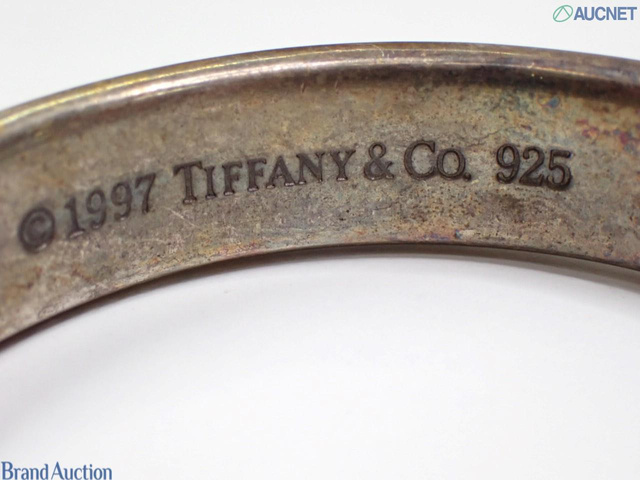 AUCNET
© 1997 TIFFANY & CO. 925
Brand Auction